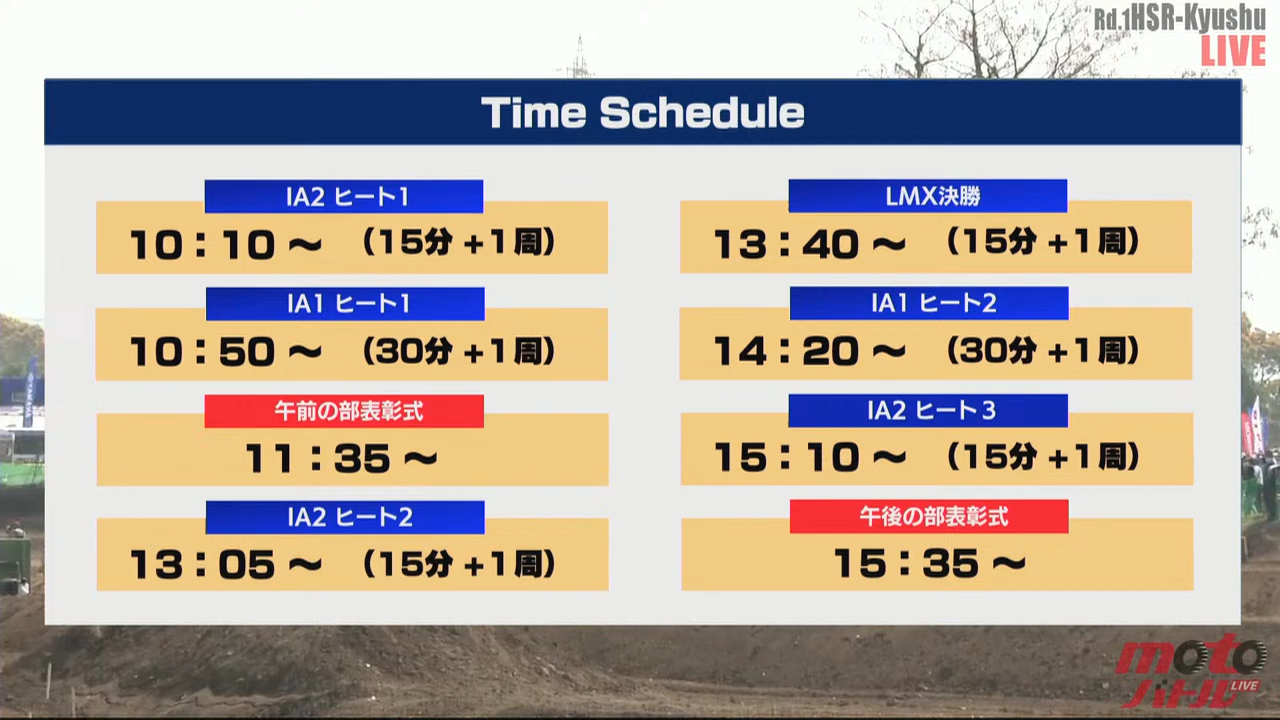 Rd.1HSR-Kyushu
LIVE
Time Schedule
IA2 ヒート1
10：10～ （15分＋1周）
IA1 ヒート1
10：50～ （30分＋1周）
午前の部表彰式
11：35～
IA2 ヒート2
13：05～ （15分＋1周）
LMX決勝
13：40～ （15分＋1周）
IA1 ヒート2
14：20～ （30分＋1周）
IA2 ヒート3
15：10～ （15分＋1周）
午後の部表彰式
15：35～
moto
バトル LIVE